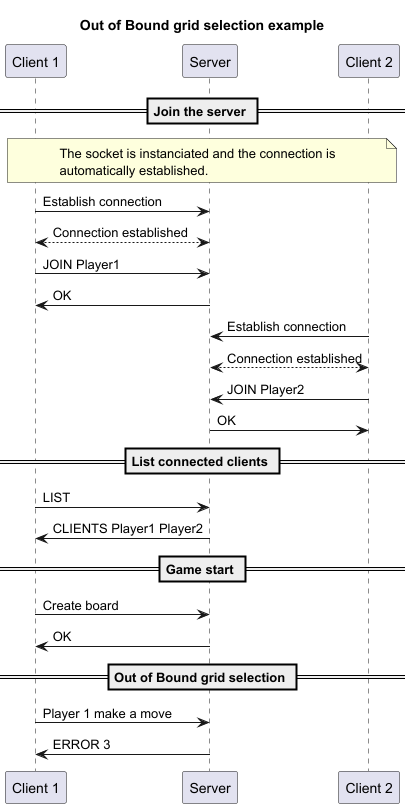 Out of Bound grid selection example
Client 1
Server
Client 2
Join the server
The socket is instanciated and the connection is
automatically established.
Establish connection
Connection established
JOIN Player1
OK
Establish connection
Connection established
JOIN Player2
OK
List connected clients
LIST
CLIENTS Player1 Player2
Game start
Create board
OK
Out of Bound grid selection
Player 1 make a move
ERROR 3
Client 1
Server
Client 2